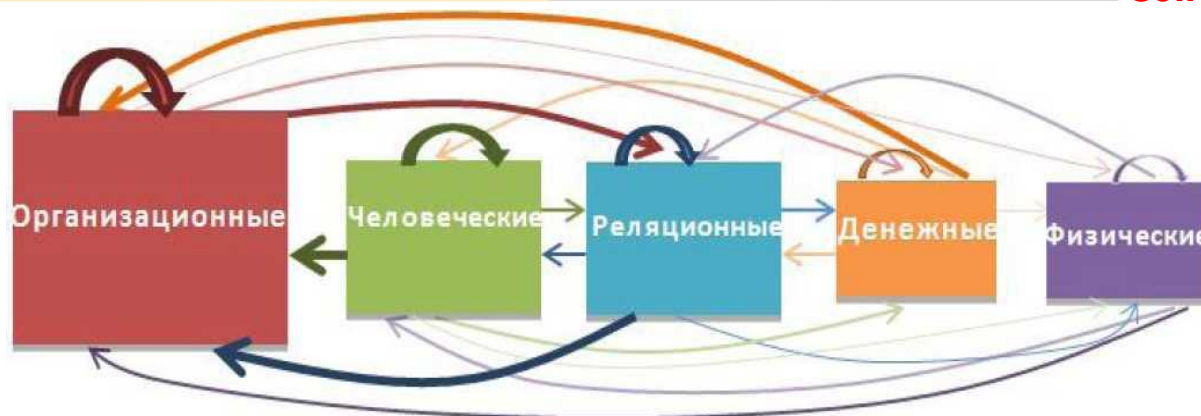 Организационные
Человеческие
Реляционные
Денежные
Физические